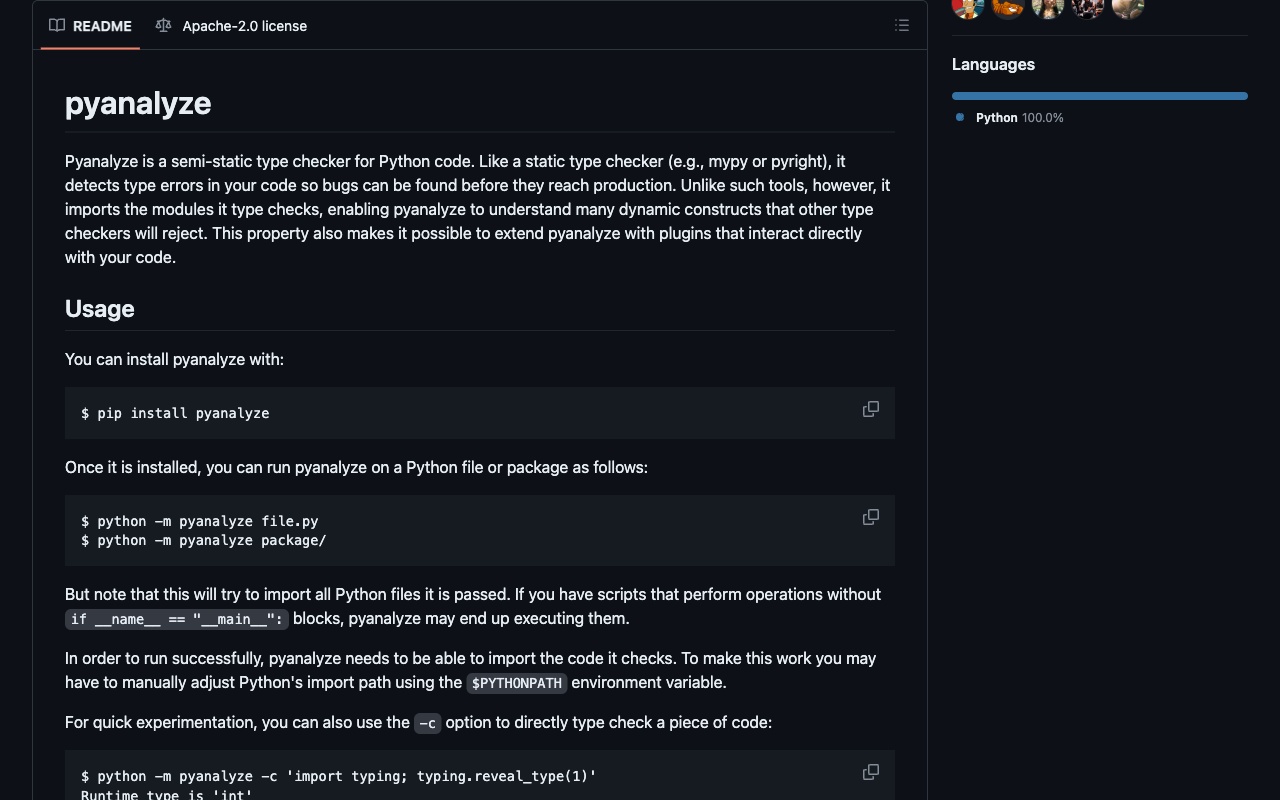 README
Apache-2.0 license
pyanalyze
Pyanalyze is a semi-static type checker for Python code. Like a static type checker (e.g., mypy or pyright), it
detects type errors in your code so bugs can be found before they reach production. Unlike such tools, however, it
imports the modules it type checks, enabling pyanalyze to understand many dynamic constructs that other type
checkers will reject. This property also makes it possible to extend pyanalyze with plugins that interact directly
with your code.
Usage
You can install pyanalyze with:
$ pip install pyanalyze
Once it is installed, you can run pyanalyze on a Python file or package as follows:
$ python -m pyanalyze file.py
$ python -m pyanalyze package/
But note that this will try to import all Python files it is passed. If you have scripts that perform operations without
if __name__ == "__main__": blocks, pyanalyze may end up executing them.
In order to run successfully, pyanalyze needs to be able to import the code it checks. To make this work you may
have to manually adjust Python's import path using the $PYTHONPATH environment variable.
For quick experimentation, you can also use the -c option to directly type check a piece of code:
$ python -m pyanalyze -c 'import typing; typing.reveal_type(1)'
Runtime type is 'int'
Languages
Python 100.0%